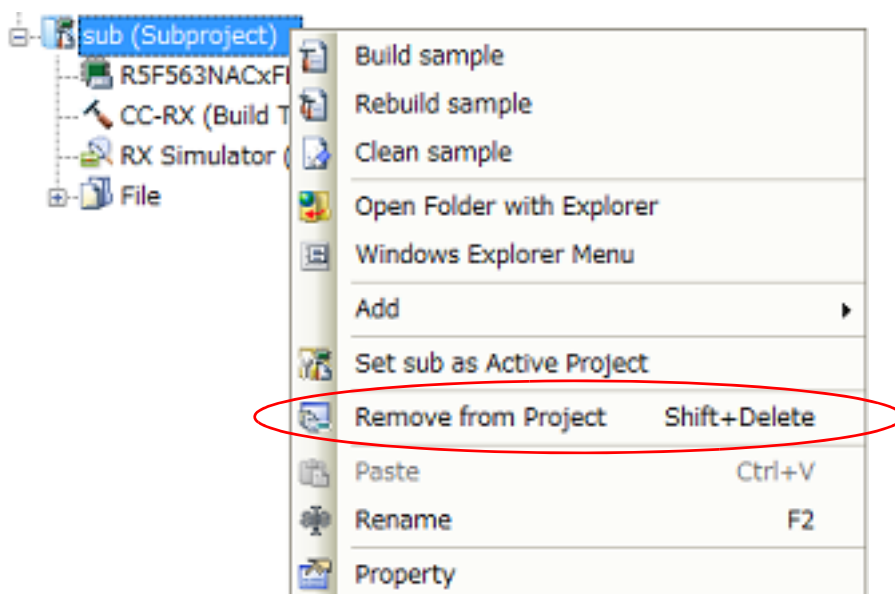 sub (Subproject)
R5F563NACxF
CC-RX (Build T
RX Simulator (
File
Build sample
Rebuild sample
Clean sample
Open Folder with Explorer
Windows Explorer Menu
Add
Set sub as Active Project
Remove from Project Shift+Delete
Paste Ctrl+V
Rename F2
Property